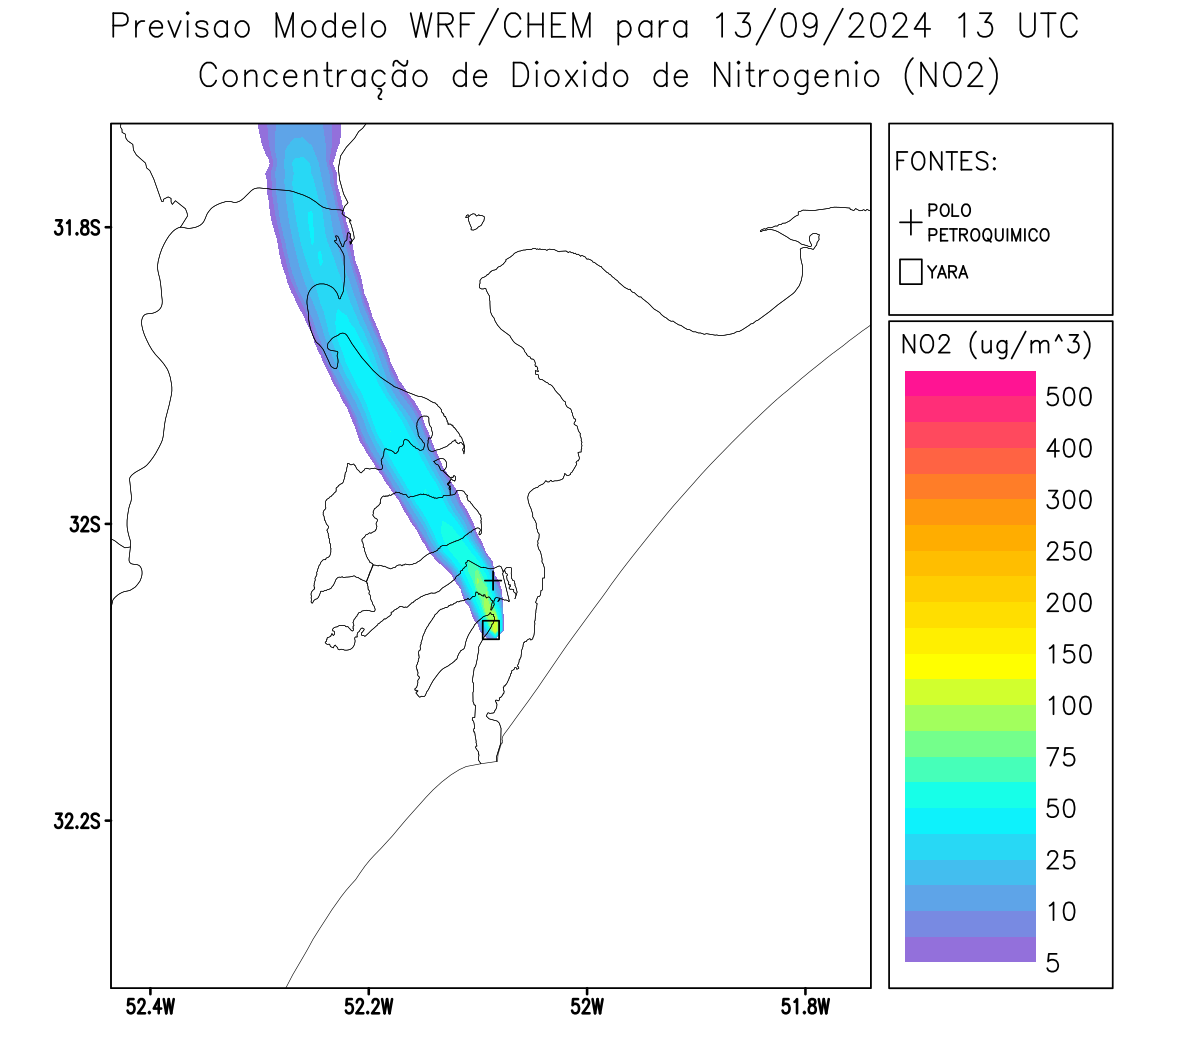 Previsao Modelo WRF/CHEM para 13/09/2024 13 UTC
Concentração de Dioxido de Nitrogenio (NO2)
FONTES:
POLO
PETROQUIMICO
YARA
NO2 (ug/m^3)
500
400
300
250
200
150
100
75
50
25
10
5
31.8S
32S
32.2S
52.4W
52.2W
52W
51.8W